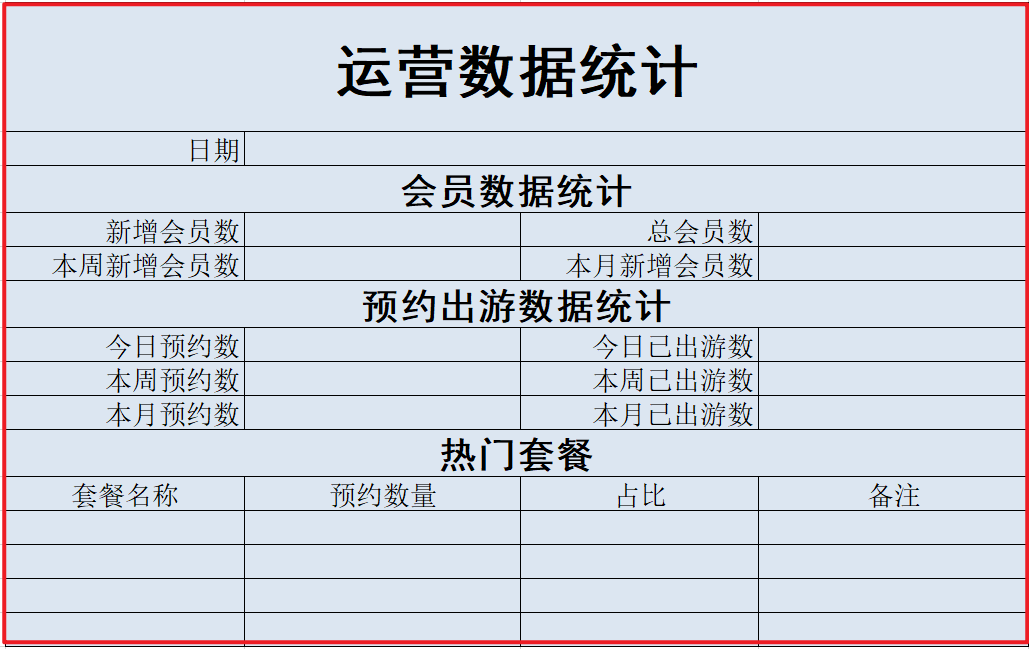 运营数据统计
日期
会员数据统计
新增会员数 总会员数
本周新增会员数 本月新增会员数
预约出游数据统计
今日预约数 今日已出游数
本周预约数 本周已出游数
本月预约数 本月已出游数
热门套餐
套餐名称 预约数量 占比 备注